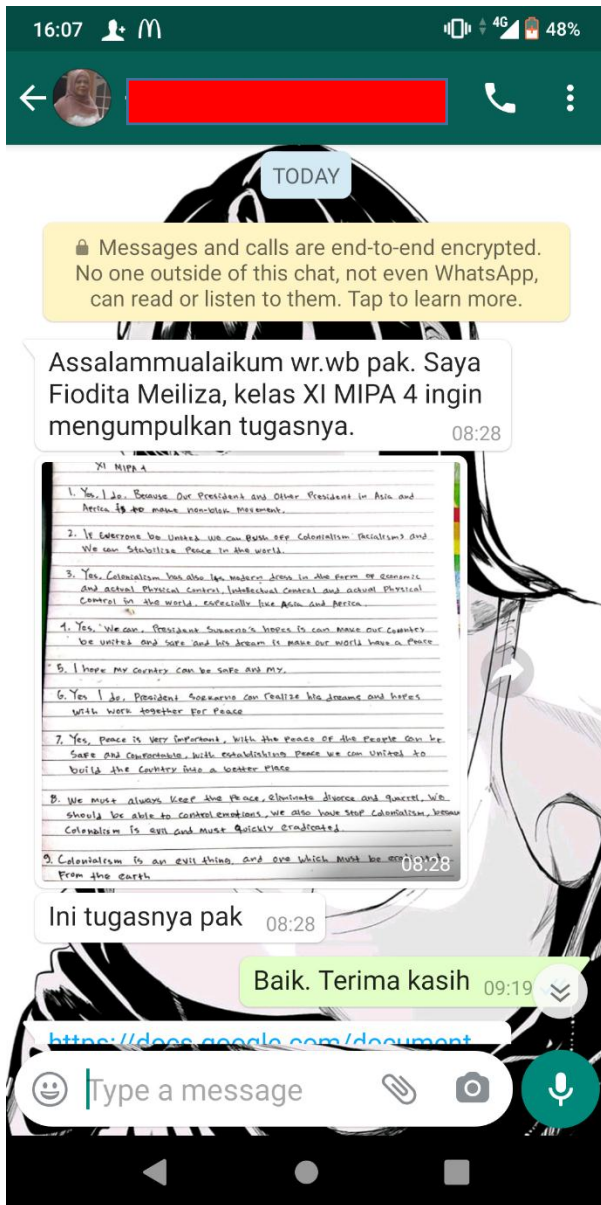 16:07
4G 48%
TODAY
Messages and calls are end-to-end encrypted.
No one outside of this chat, not even WhatsApp,
can read or listen to them. Tap to learn more.
Assalammualaikum wr.wb pak. Saya
Fiodita Meiliza, kelas XI MIPA 4 ingin
mengumpulkan tugasnya.
08:28
XI MIPA 4
1. Yes, I do, Because Our President and Other President in Asia and
Aprica to make non-blok movement.
2. If Everyone be United we can Push off Colonialism racialism, and
We can Stabilize Peace in the world.
3. Yes, Colonialism has also its modern dress in the form of economic
and actual Physical Control, Intellectual Control and actual Physical
Control in the world, especially like Asia and Aprica.
4. Yes, We can, President Sukarno's hopes is can make our Country
be united and safe and his dream is make our world have a Peace
5. I hope My Country can be safe and My.
6. Yes I do, President Soekarno can realize his dreams and hopes
with work together For Peace
7. Yes, Peace is very important, With the Peace of the People can be
Safe and Comfortable, with establishing Peace we can United to
build the Country into a better Place
8. We must always Keep the Peace, eliminate divorce and quarrel, We
should be able to control emotions, we also have stop Colonialism,
Colonialism is evil and must quickly eradicated.
9. Colonialism is an evil thing, and one which must be eradicated
From the earth
08:28
Ini tugasnya pak
08:28
Baik. Terima kasih
09:19
https://docs.google.com/document
Type a message